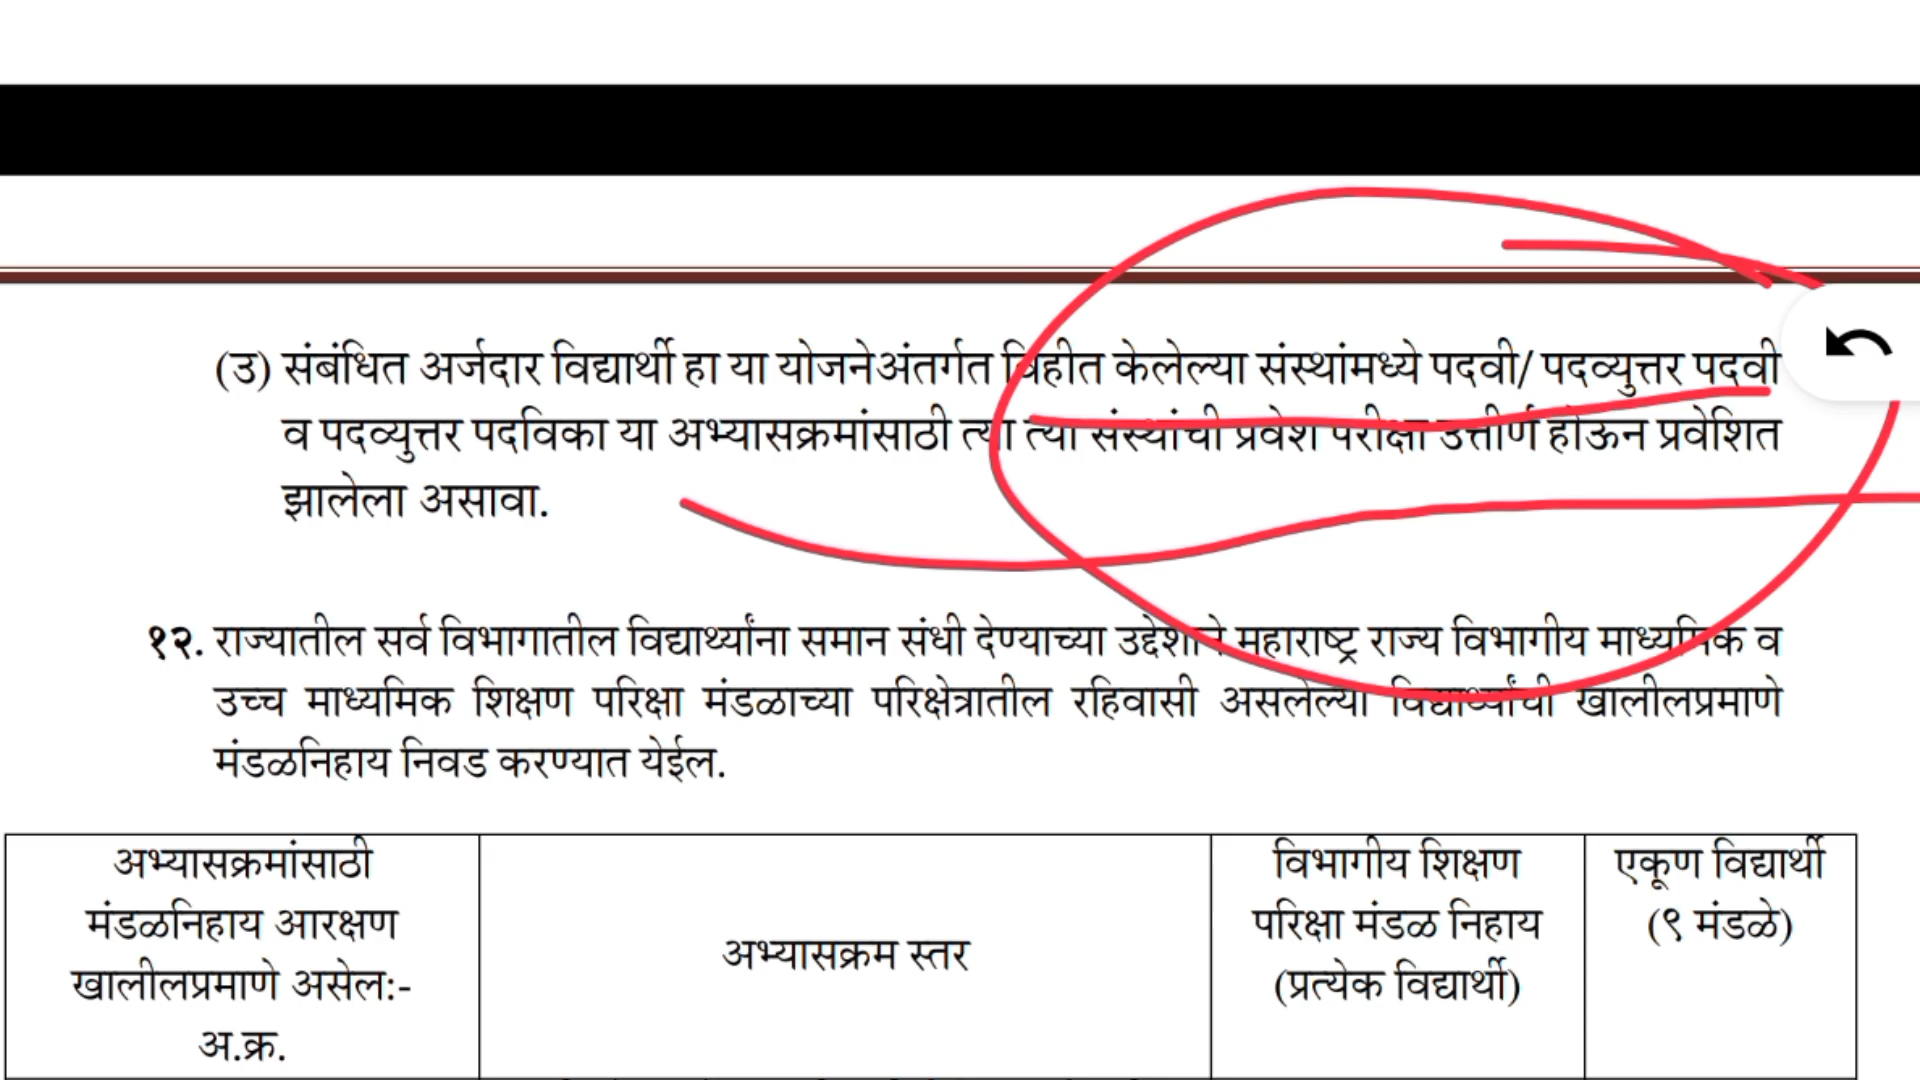 (उ) संबंधित अर्जदार विद्यार्थी हा या योजनेअंतर्गत विहीत केलेल्या संस्थांमध्ये पदवी/ पदव्युत्तर पदवी
व पदव्युत्तर पदविका या अभ्यासक्रमांसाठी त्या त्या संस्थांची प्रवेश परीक्षा उत्तीर्ण होऊन प्रवेशित
झालेला असावा.
१२. राज्यातील सर्व विभागातील विद्यार्थ्यांना समान संधी देण्याच्या उद्देशाने महाराष्ट्र राज्य विभागीय माध्यमिक व
उच्च माध्यमिक शिक्षण परिक्षा मंडळाच्या परिक्षेत्रातील रहिवासी असलेल्या विद्यार्थ्यांची खालीलप्रमाणे
मंडळनिहाय निवड करण्यात येईल.
अभ्यासक्रमांसाठी
मंडळनिहाय आरक्षण
खालीलप्रमाणे असेल:-
अ.क्र.
अभ्यासक्रम स्तर
विभागीय शिक्षण
परिक्षा मंडळ निहाय
(प्रत्येक विद्यार्थी)
एकूण विद्यार्थी
(९ मंडळे)